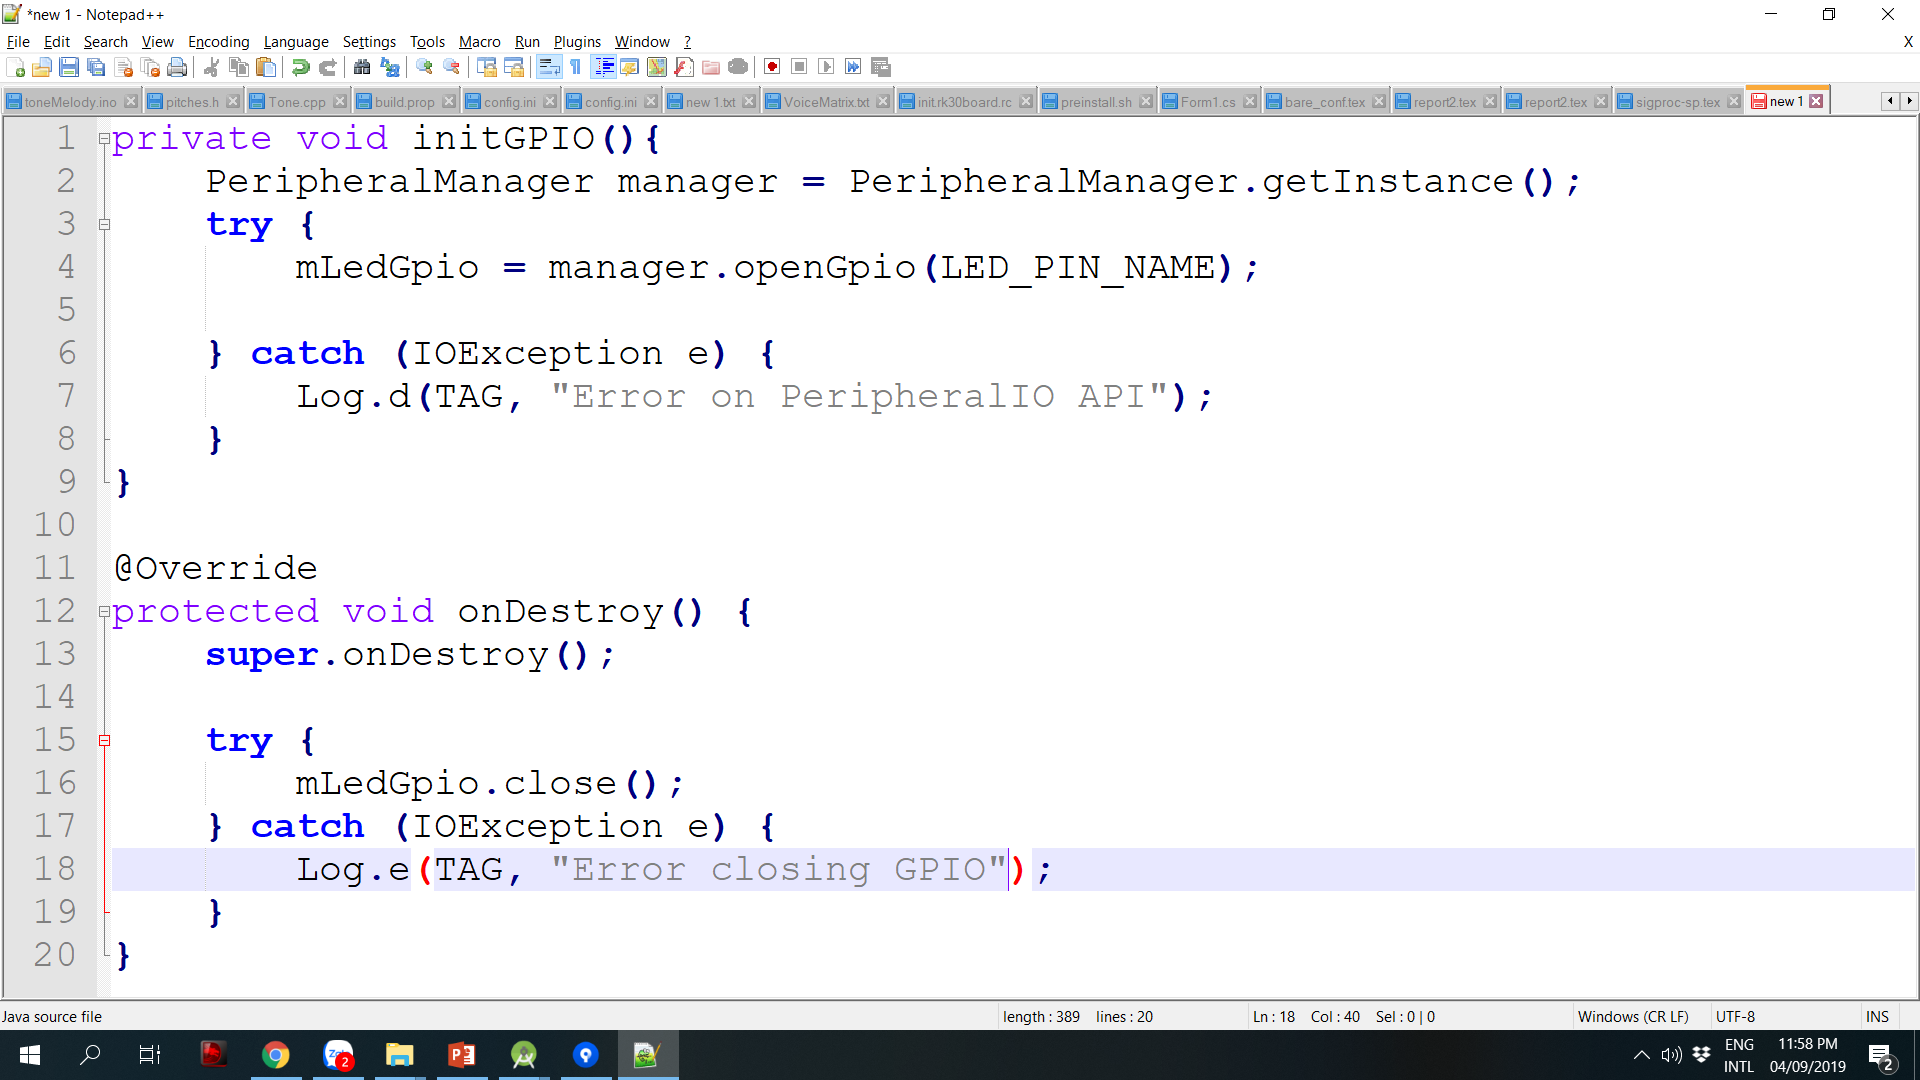 *new 1 - Notepad++
File Edit Search View Encoding Language Settings Tools Macro Run Plugins Window ? X
toneMelody.ino pitches.h Tone.cpp build.prop config.ini config.ini new 1.txt VoiceMatrix.txt init.rk30board.rc preinstall.sh Form1.cs bare_conf.tex report2.tex report2.tex sigproc-sp.tex new 1
1 private void initGPIO(){
2 PeripheralManager manager = PeripheralManager.getInstance();
3 try {
4 mLedGpio = manager.openGpio(LED_PIN_NAME);
5
6 } catch (IOException e) {
7 Log.d(TAG, "Error on PeripheralIO API");
8 }
9 }
10
11 @Override
12 protected void onDestroy() {
13 super.onDestroy();
14
15 try {
16 mLedGpio.close();
17 } catch (IOException e) {
18 Log.e(TAG, "Error closing GPIO");
19 }
20 }
Java source file length : 389 lines : 20 Ln : 18 Col : 40 Sel : 0 | 0 Windows (CR LF) UTF-8 INS
ENG 11:58 PM
INTL 04/09/2019
2
2